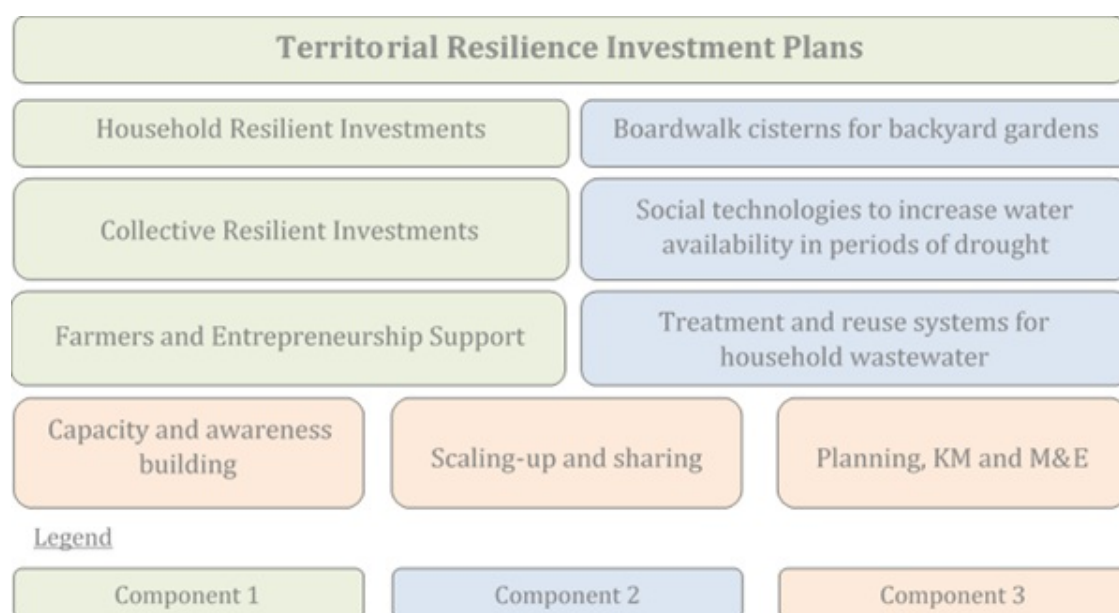 Territorial Resilience Investment Plans
Household Resilient Investments
Boardwalk cisterns for backyard gardens
Collective Resilient Investments
Social technologies to increase water
availability in periods of drought
Farmers and Entrepreneurship Support
Treatment and reuse systems for
household wastewater
Capacity and awareness
building
Scaling-up and sharing
Planning, KM and M&E
Legend
Component 1
Component 2
Component 3